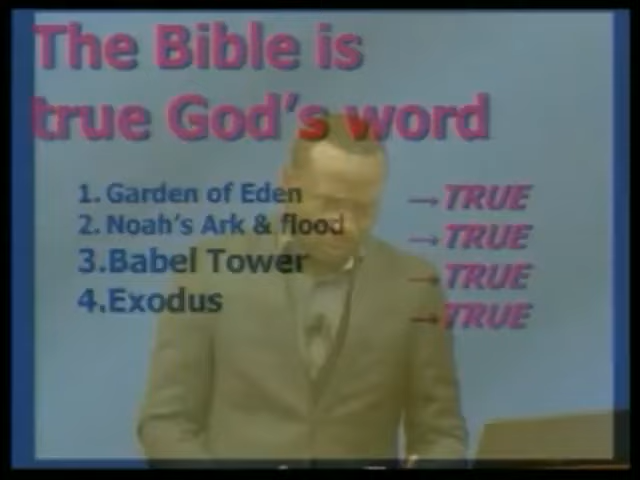 The Bible is
true God's word
1. Garden of Eden → TRUE
2. Noah's Ark & flood → TRUE
3.Babel Tower → TRUE
4.Exodus → TRUE